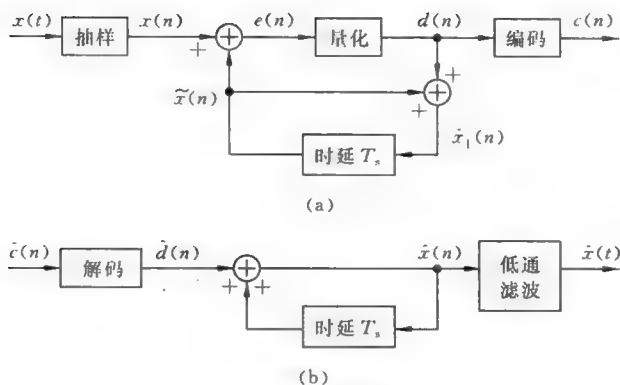 x(t) 抽样 x(n) + e(n) 量化 d(n) 编码 c(n)
+
+
x̃(n)
x̂₁(n)
时延 Tₛ
(a)
ĉ(n) 解码 d̂(n) x̂(n) 低通滤波 x̂(t)
+ +
时延 Tₛ
(b)